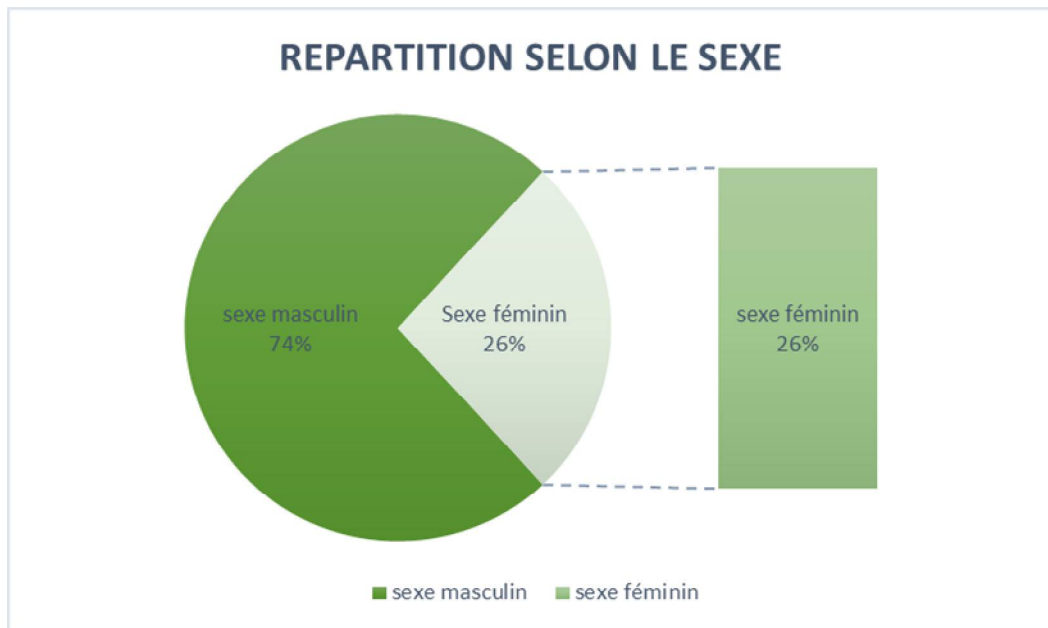 REPARTITION SELON LE SEXE
sexe masculin
74%
Sexe féminin
26%
sexe féminin
26%
sexe masculin
sexe féminin